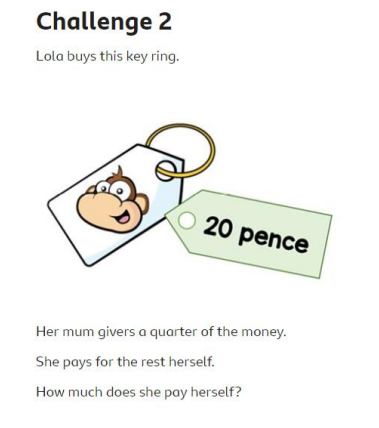 Challenge 2
Lola buys this key ring.
20 pence
Her mum givers a quarter of the money.
She pays for the rest herself.
How much does she pay herself?